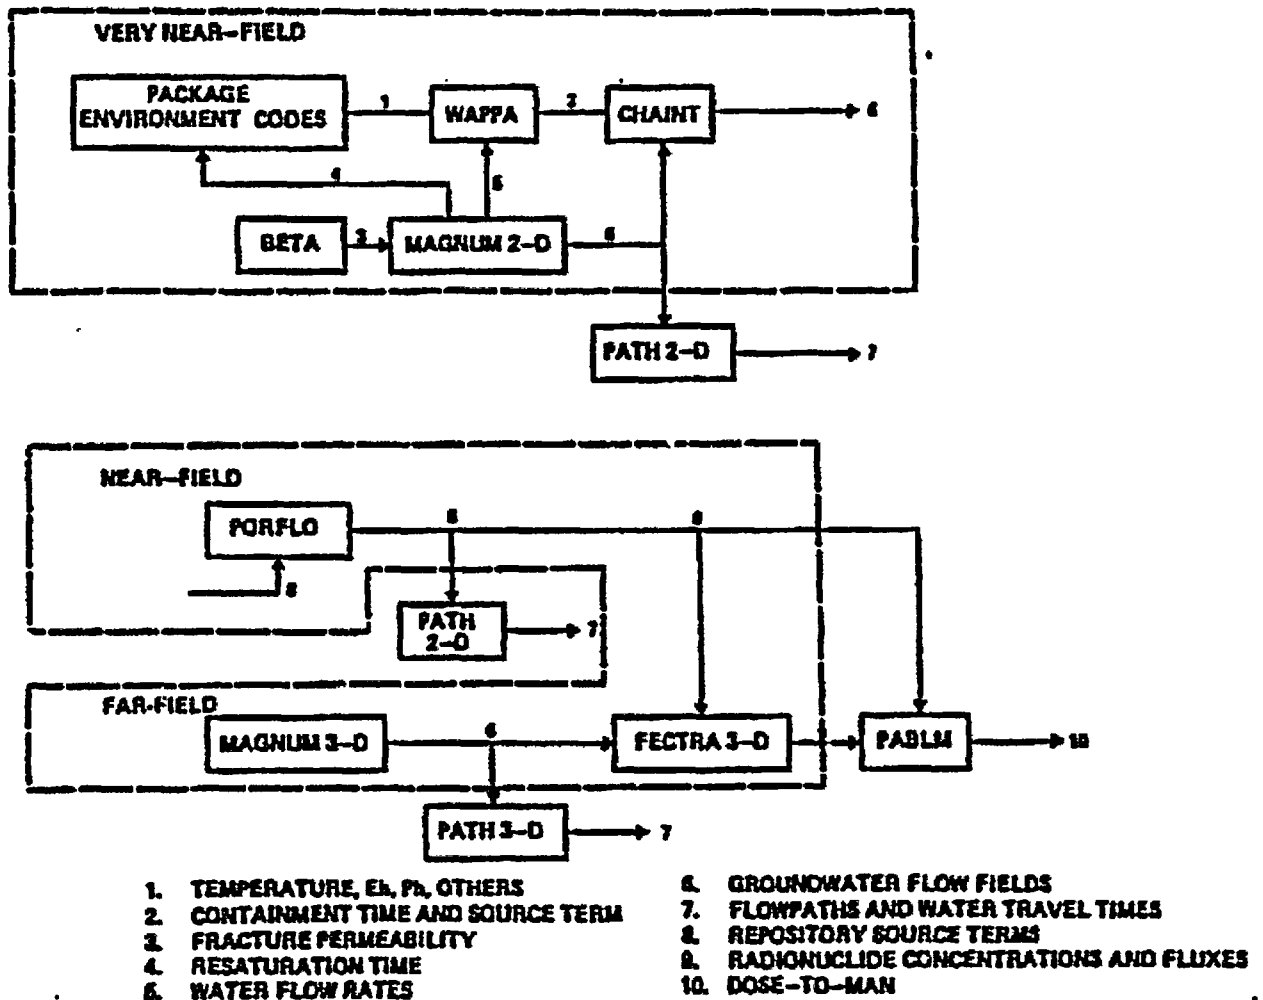 VERY NEAR-FIELD
PACKAGE
ENVIRONMENT CODES
1
WAPPA
2
CHAINT
4
5
BETA
3
MAGNUM 2-D
6
PATH 2-D
7
NEAR-FIELD
PORFLO
PATH
2-D
7
FAR-FIELD
MAGNUM 3-D
6
FECTRA 3-D
PABLM
10
PATH 3-D
7
1. TEMPERATURE, Eh, Ph, OTHERS
2. CONTAINMENT TIME AND SOURCE TERM
3. FRACTURE PERMEABILITY
4. RESATURATION TIME
5. WATER FLOW RATES
6. GROUNDWATER FLOW FIELDS
7. FLOWPATHS AND WATER TRAVEL TIMES
8. REPOSITORY SOURCE TERMS
9. RADIONUCLIDE CONCENTRATIONS AND FLUXES
10. DOSE-TO-MAN